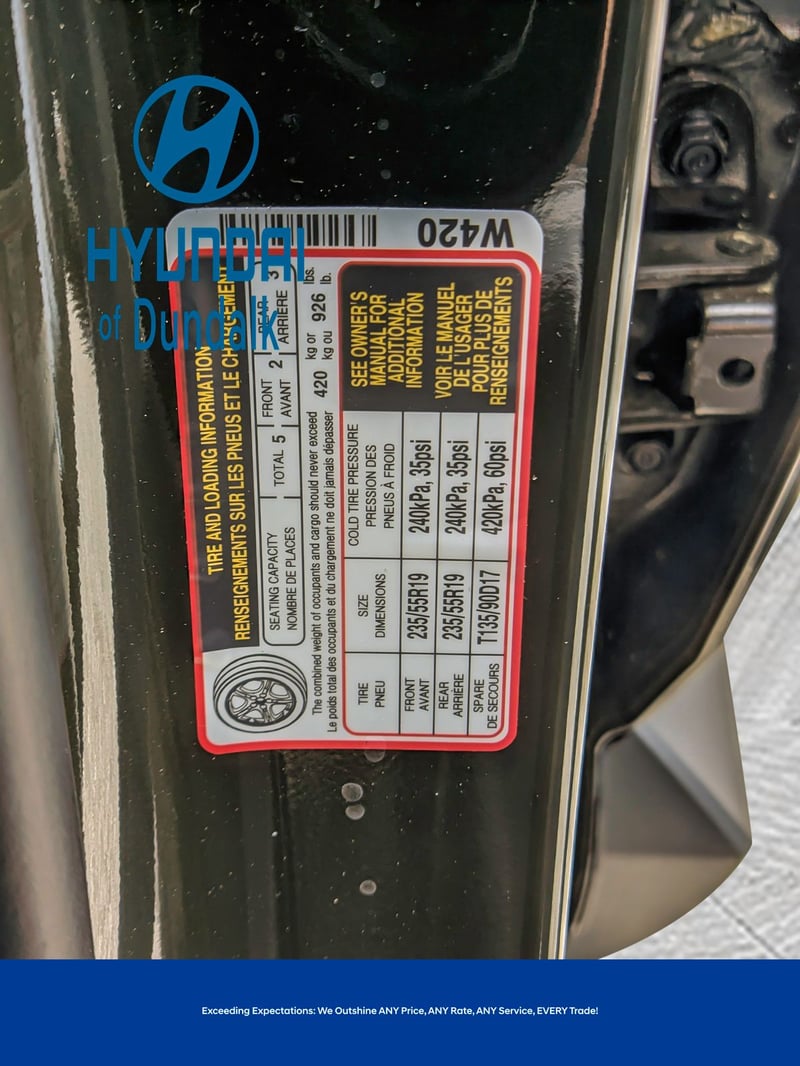 HYUNDAI
of Dundalk
W420
TIRE AND LOADING INFORMATION
RENSEIGNEMENTS SUR LES PNEUS ET LE CHARGEMENT
SEATING CAPACITY
NOMBRE DE PLACES
TOTAL 5
FRONT
AVANT
2
REAR
ARRIÈRE
3
The combined weight of occupants and cargo should never exceed 420 kg or 926 lbs.
Le poids total des occupants et du chargement ne doit jamais dépasser 420 kg ou 926 lb.
TIRE
PNEU
SIZE
DIMENSIONS
COLD TIRE PRESSURE
PRESSION DES
PNEUS À FROID
FRONT
AVANT
235/55R19
240kPa, 35psi
REAR
ARRIÈRE
235/55R19
240kPa, 35psi
SPARE
DE SECOURS
T135/90D17
420kPa, 60psi
SEE OWNER'S
MANUAL FOR
ADDITIONAL
INFORMATION
VOIR LE MANUEL
DE L'USAGER
POUR PLUS DE
RENSEIGNEMENTS
Exceeding Expectations: We Outshine ANY Price, ANY Rate, ANY Service, EVERY Trade!